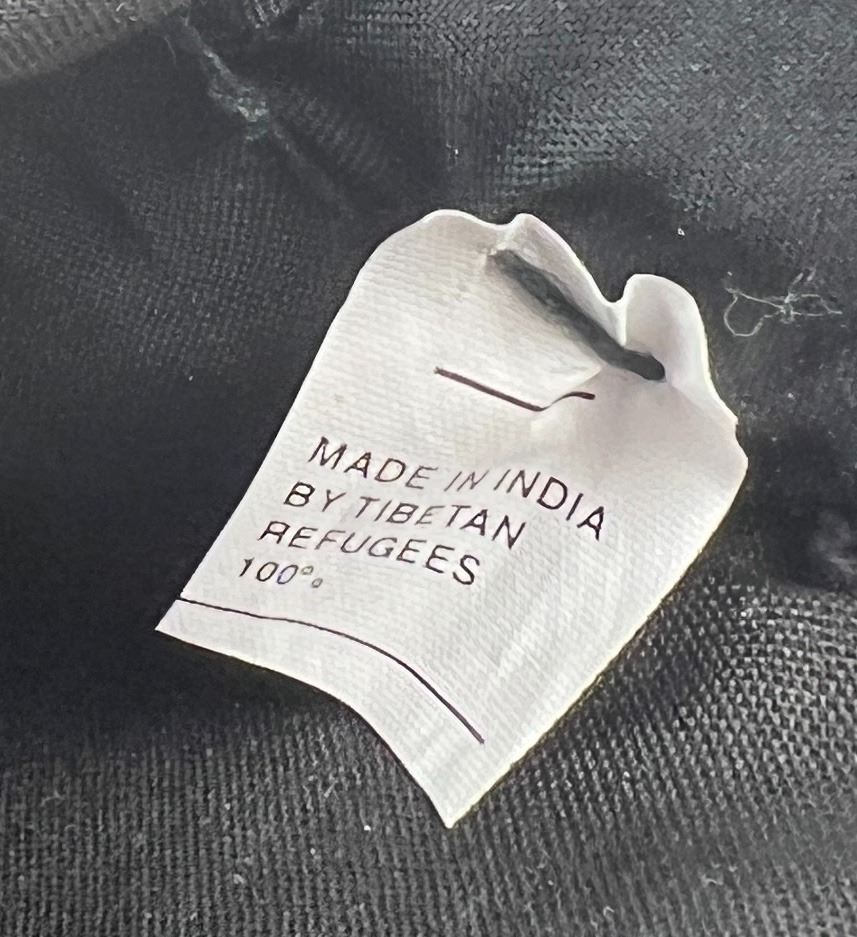 MADE IN INDIA
BY TIBETAN
REFUGEES
100%